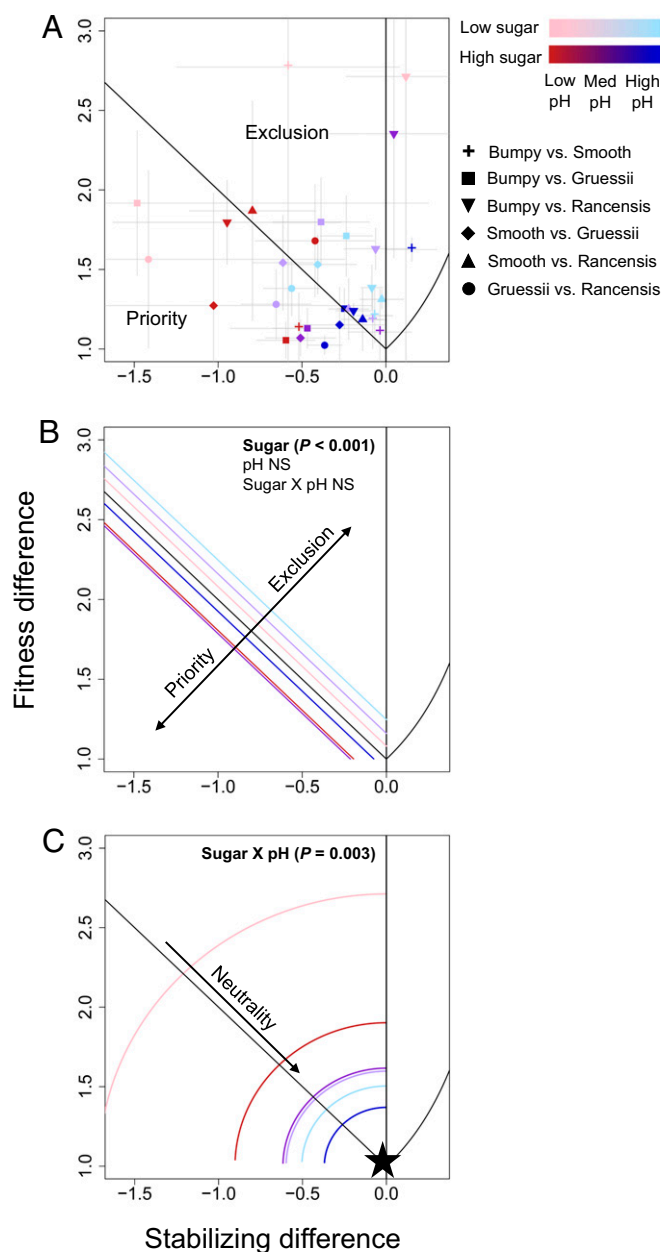 A
3.0
2.5
2.0
1.5
1.0
Exclusion
Priority
−1.5
−1.0
−0.5
0.0
Low sugar
High sugar
Low pH
Med pH
High pH
Bumpy vs. Smooth
Bumpy vs. Gruessii
Bumpy vs. Rancensis
Smooth vs. Gruessii
Smooth vs. Rancensis
Gruessii vs. Rancensis
B
Fitness difference
3.0
2.5
2.0
1.5
1.0
Sugar (P < 0.001)
pH NS
Sugar X pH NS
Exclusion
Priority
−1.5
−1.0
−0.5
0.0
C
3.0
2.5
2.0
1.5
1.0
Sugar X pH (P = 0.003)
Neutrality
−1.5
−1.0
−0.5
0.0
Stabilizing difference